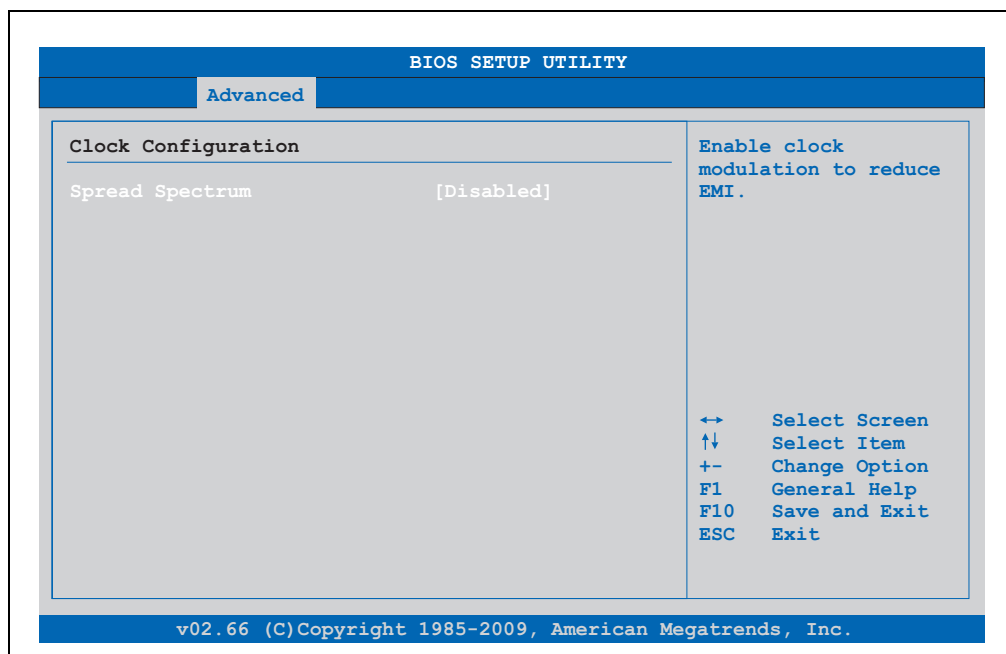 BIOS SETUP UTILITY
Advanced
Clock Configuration
Spread Spectrum [Disabled]
Enable clock
modulation to reduce
EMI.
↔ Select Screen
↑↓ Select Item
+- Change Option
F1 General Help
F10 Save and Exit
ESC Exit
v02.66 (C)Copyright 1985-2009, American Megatrends, Inc.